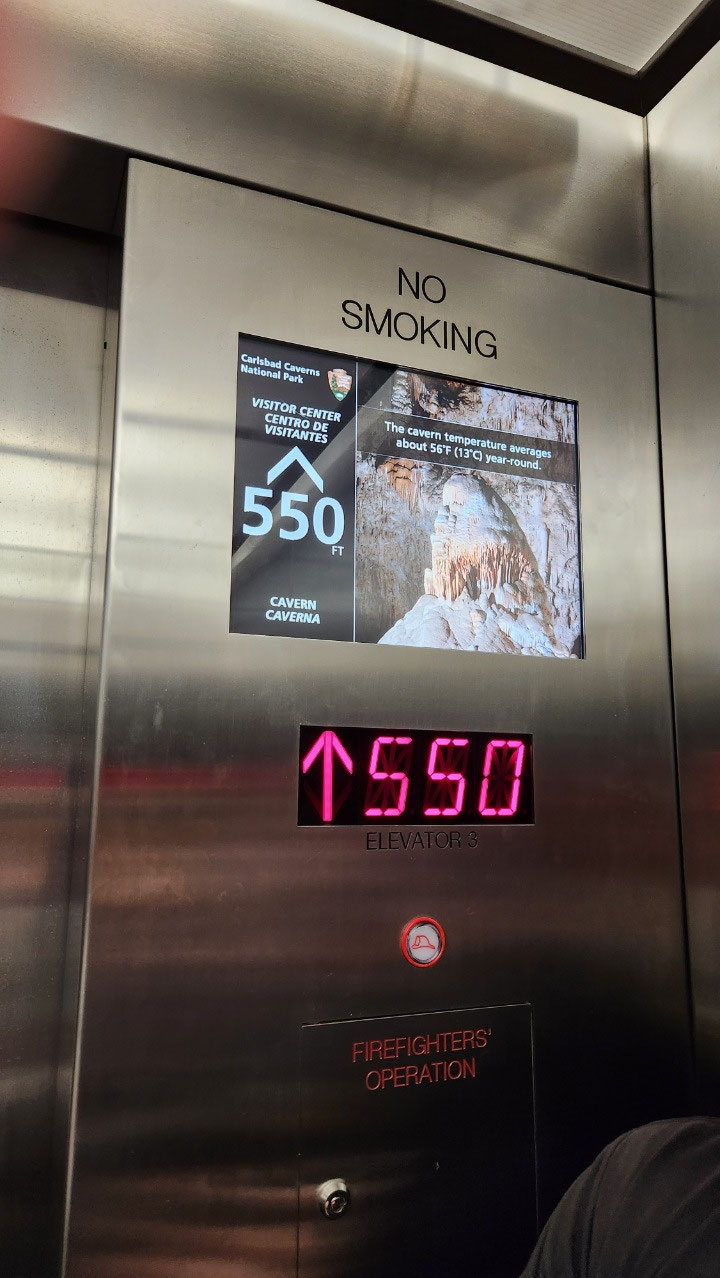 NO
SMOKING
Carlsbad Caverns
National Park
VISITOR CENTER
CENTRO DE
VISITANTES
550
FT
CAVERN
CAVERNA
The cavern temperature averages
about 56°F (13°C) year-round.
↑550
ELEVATOR 3
FIREFIGHTERS'
OPERATION